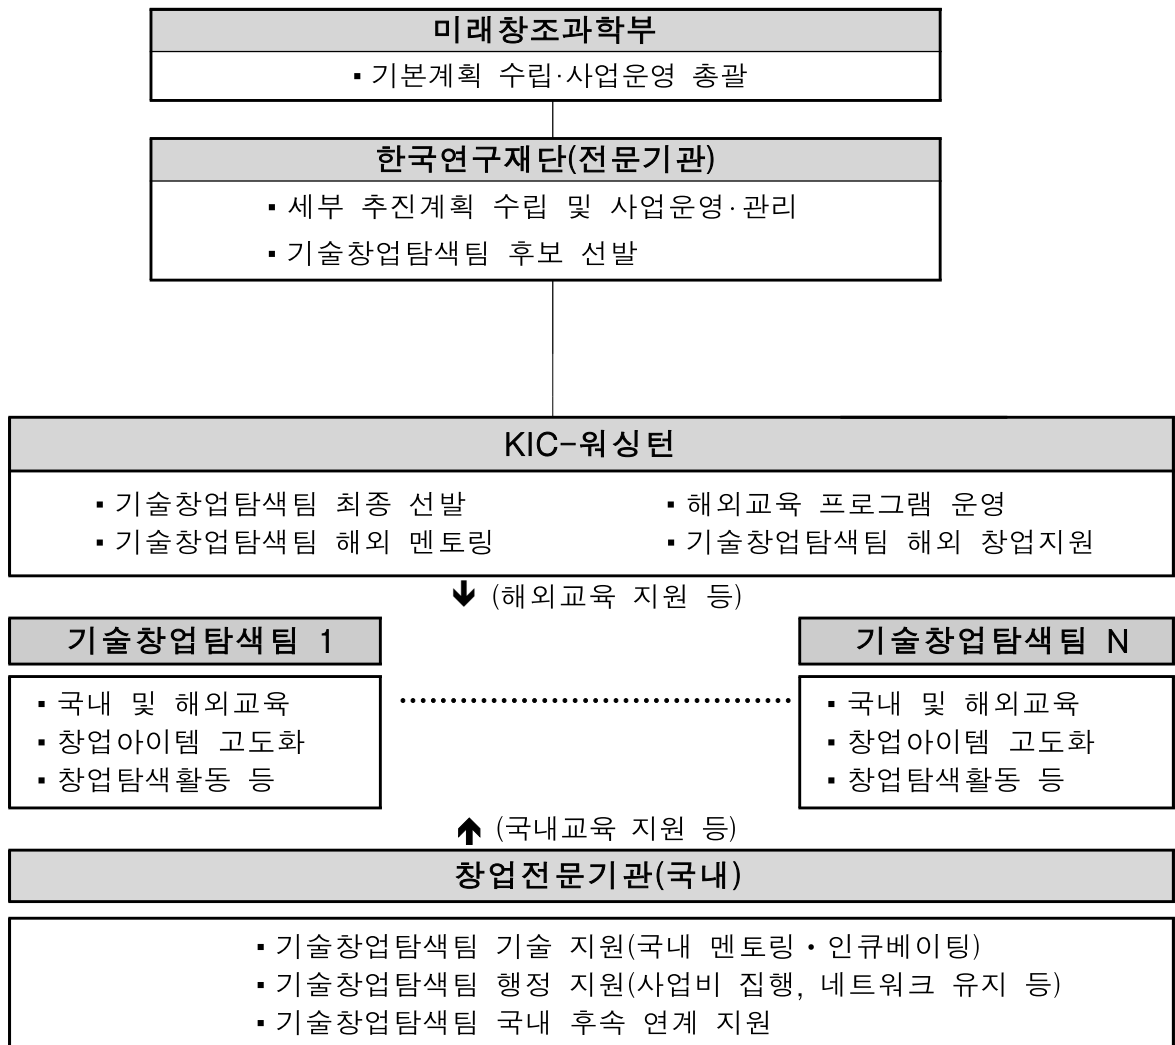 미래창조과학부
▪ 기본계획 수립·사업운영 총괄
한국연구재단(전문기관)
▪ 세부 추진계획 수립 및 사업운영·관리
▪ 기술창업탐색팀 후보 선발
KIC-워싱턴
▪ 기술창업탐색팀 최종 선발 ▪ 해외교육 프로그램 운영
▪ 기술창업탐색팀 해외 멘토링 ▪ 기술창업탐색팀 해외 창업지원
(해외교육 지원 등)
기술창업탐색팀 1
▪ 국내 및 해외교육
▪ 창업아이템 고도화
▪ 창업탐색활동 등
기술창업탐색팀 N
▪ 국내 및 해외교육
▪ 창업아이템 고도화
▪ 창업탐색활동 등
(국내교육 지원 등)
창업전문기관(국내)
▪ 기술창업탐색팀 기술 지원(국내 멘토링・인큐베이팅)
▪ 기술창업탐색팀 행정 지원(사업비 집행, 네트워크 유지 등)
▪ 기술창업탐색팀 국내 후속 연계 지원